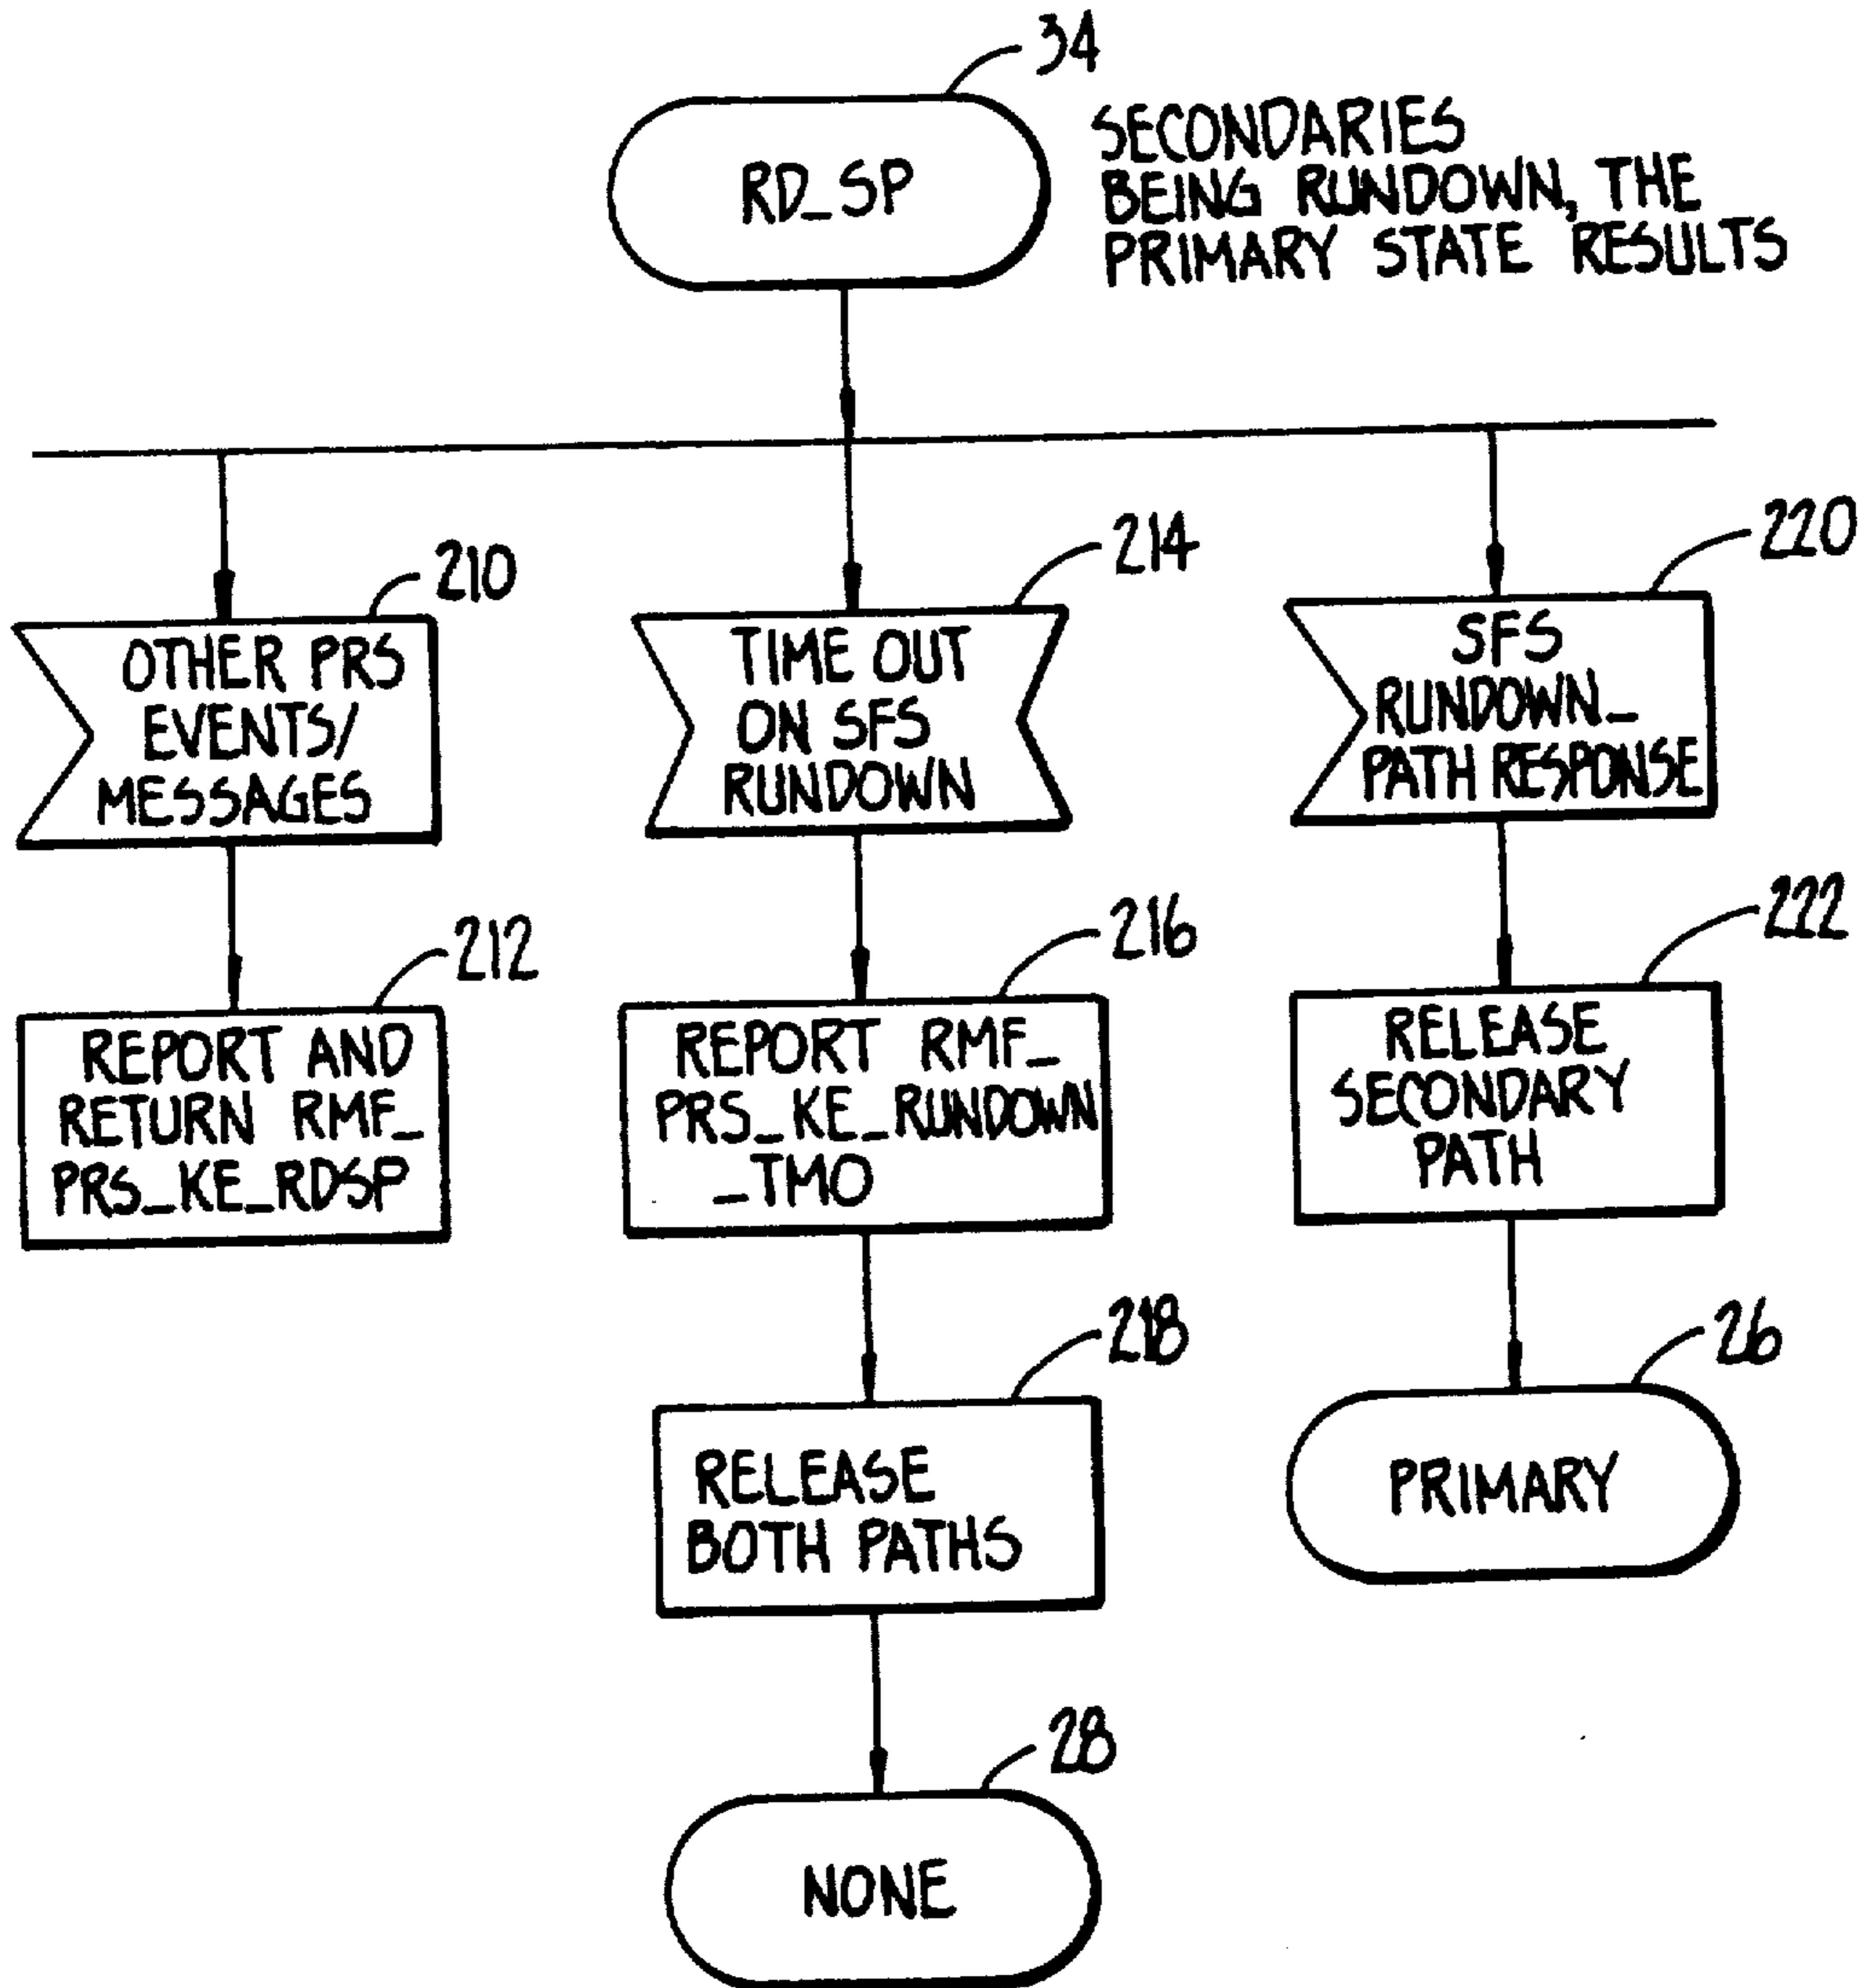 34
RD_SP
SECONDARIES
BEING RUNDOWN, THE
PRIMARY STATE RESULTS
210
OTHER PRS
EVENTS/
MESSAGES
214
TIME OUT
ON SFS
RUNDOWN
220
SFS
RUNDOWN_
PATH RESPONSE
212
REPORT AND
RETURN RMF_
PRS_KE_RDSP
216
REPORT RMF_
PRS_KE_RUNDOWN
_TMO
222
RELEASE
SECONDARY
PATH
218
RELEASE
BOTH PATHS
26
PRIMARY
28
NONE